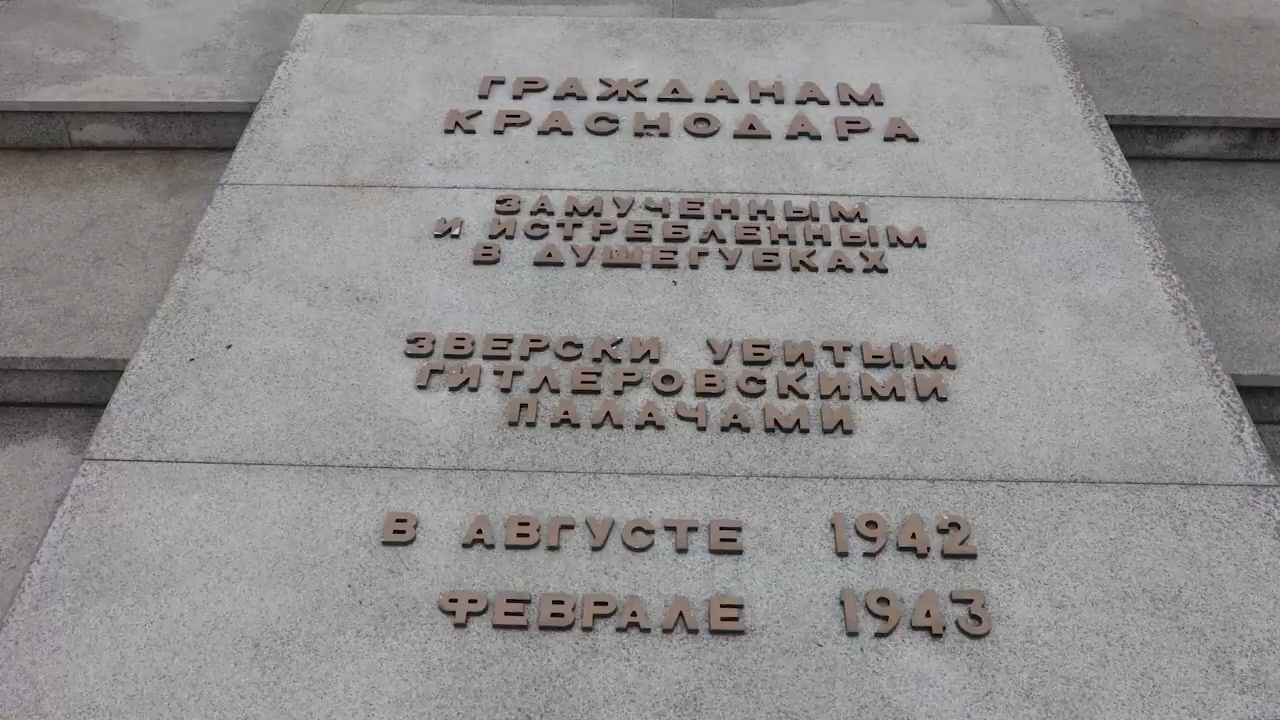 ГРАЖДАНАМ
КРАСНОДАРА
ЗАМУЧЕННЫМ
И ИСТРЕБЛЕННЫМ
В ДУШЕГУБКАХ
ЗВЕРСКИ УБИТЫМ
ГИТЛЕРОВСКИМИ
ПАЛАЧАМИ
В АВГУСТЕ 1942
ФЕВРАЛЕ 1943